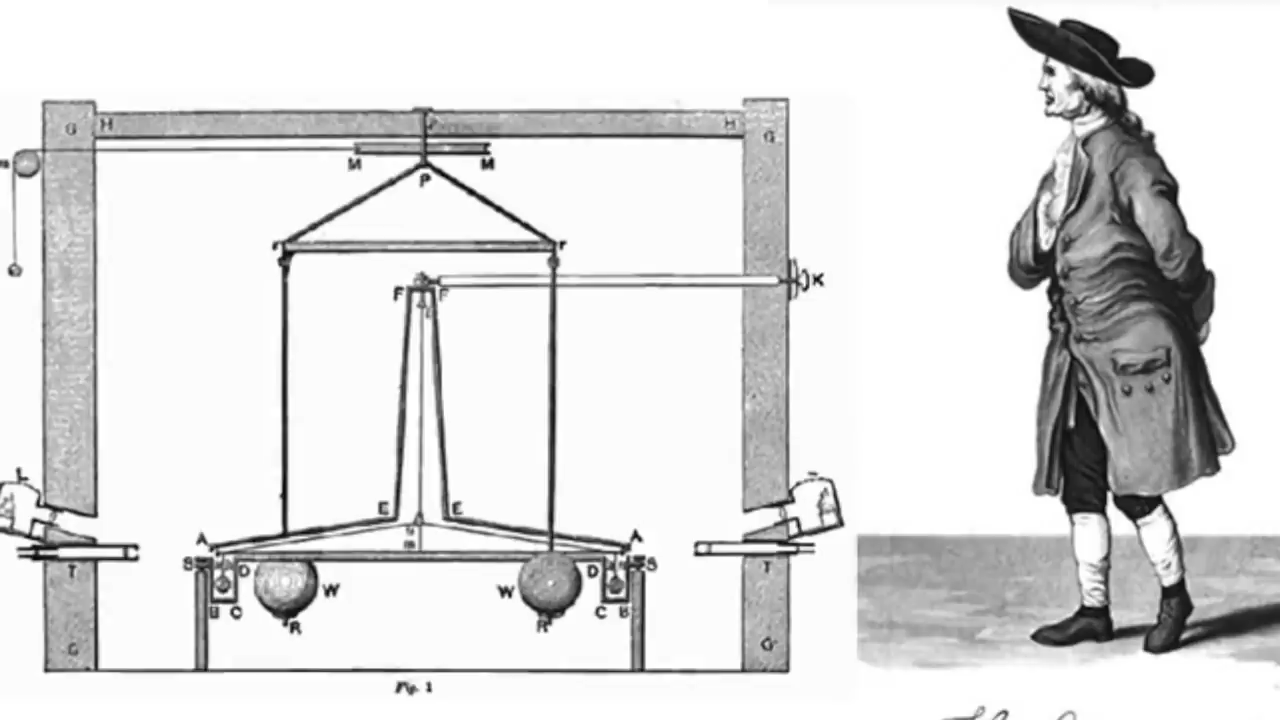 G H H G
M M
P
r r
F F K
L
E E
A A
S D D S
T T
W W
B C C B
R R
G G
Fig. 1